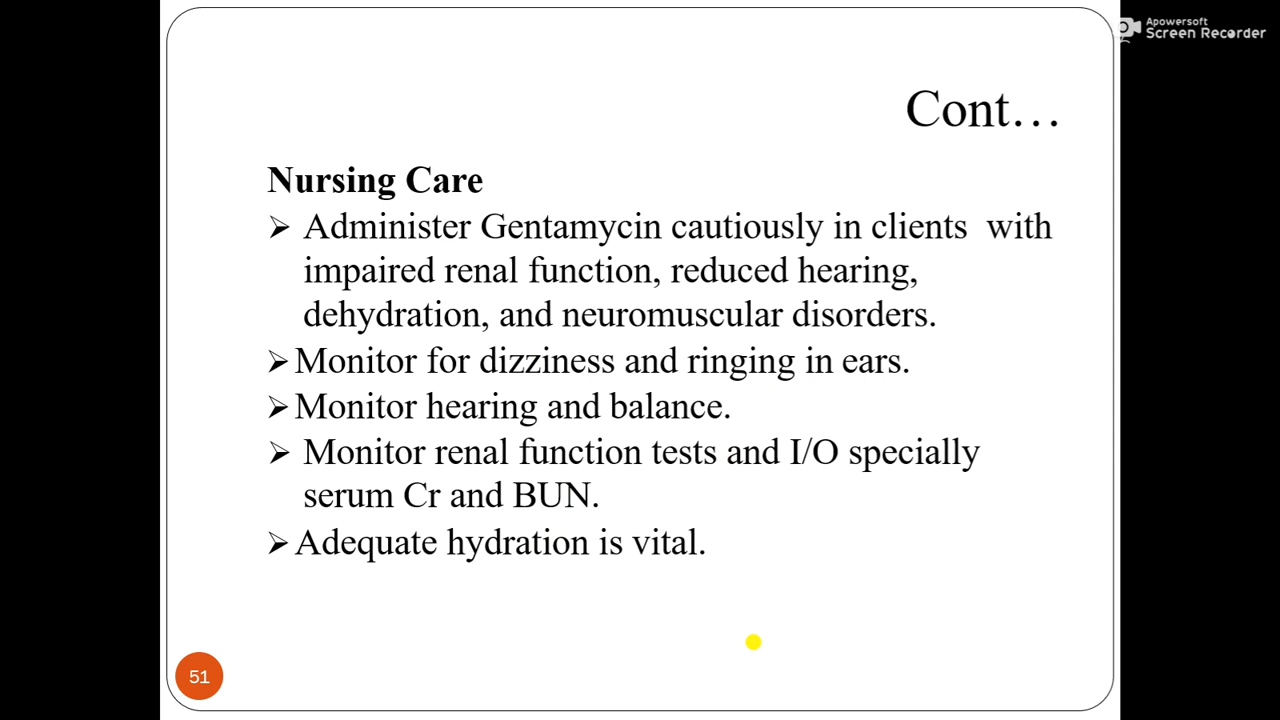 Apowersoft
Screen Recorder
Cont…
Nursing Care
➢ Administer Gentamycin cautiously in clients with
impaired renal function, reduced hearing,
dehydration, and neuromuscular disorders.
➢Monitor for dizziness and ringing in ears.
➢Monitor hearing and balance.
➢ Monitor renal function tests and I/O specially
serum Cr and BUN.
➢Adequate hydration is vital.
51